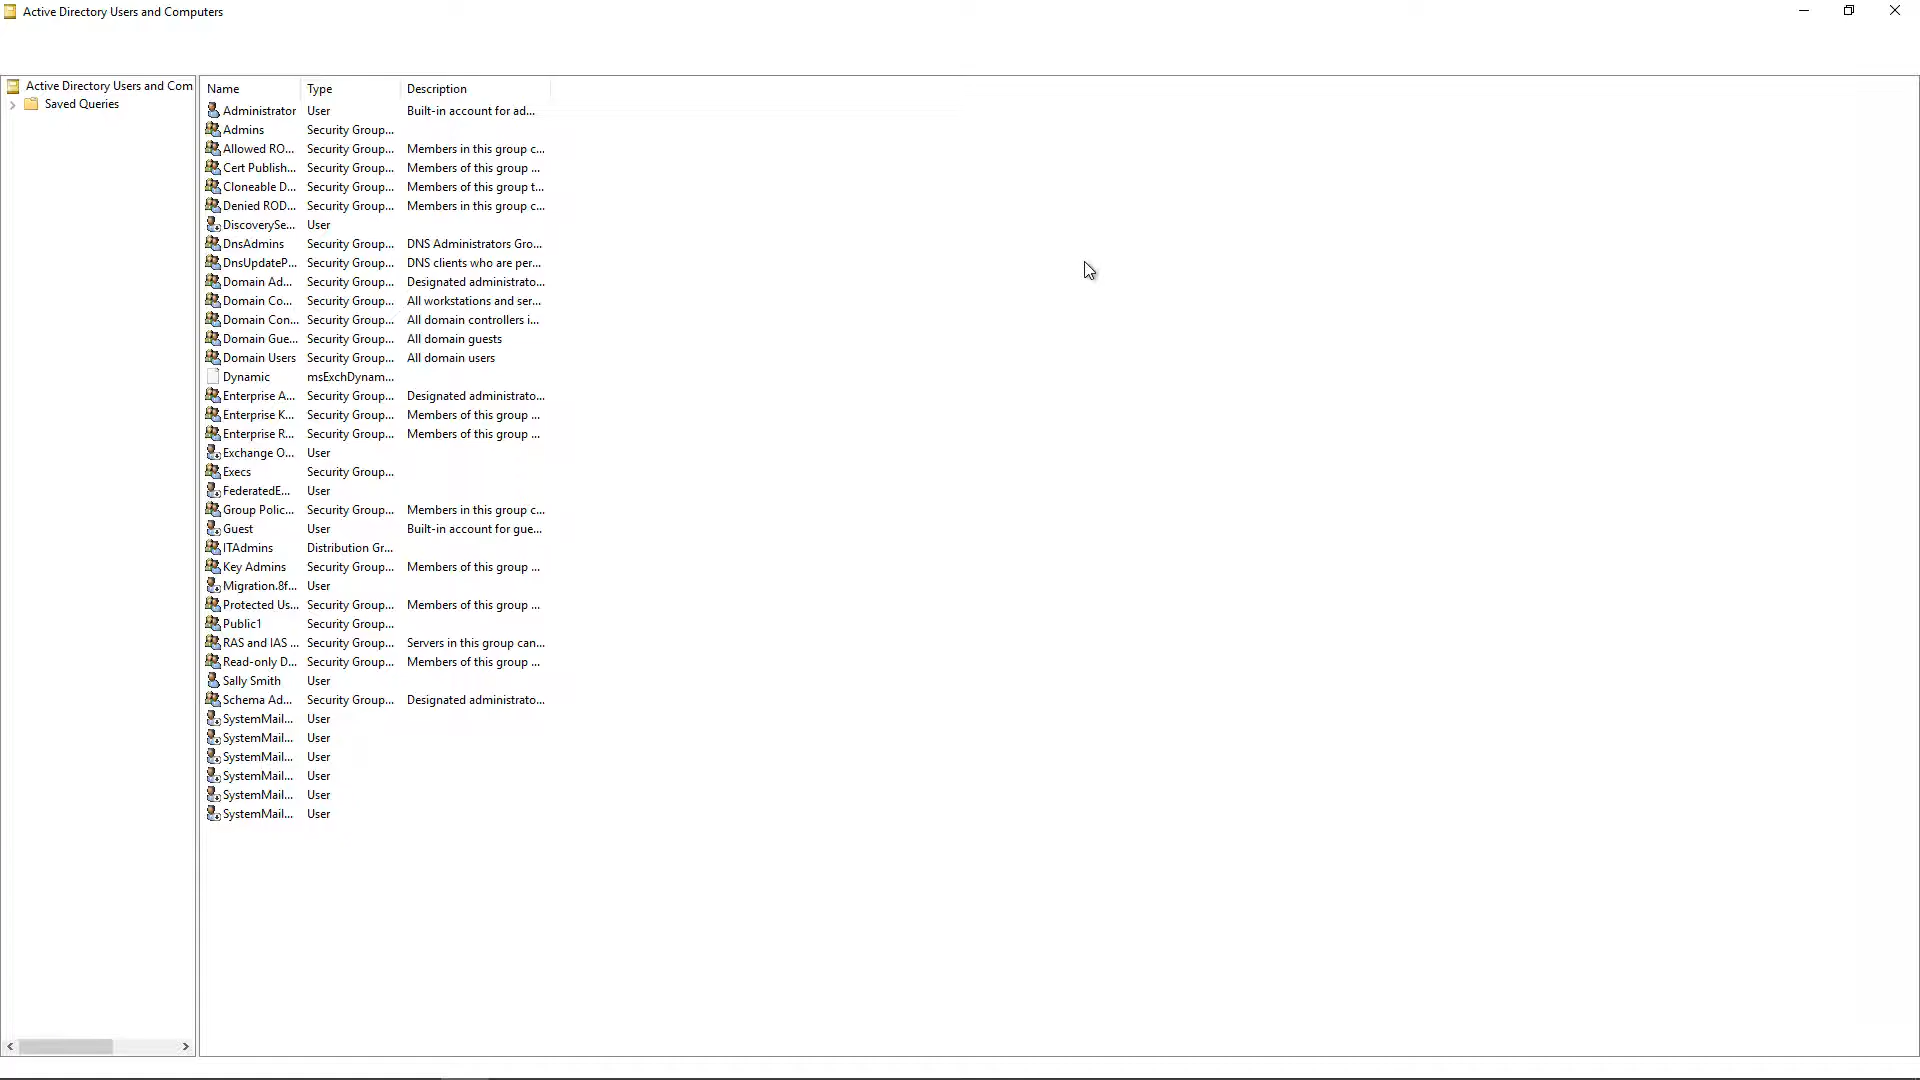 Active Directory Users and Computers
Active Directory Users and Com
Saved Queries
Name Type Description
Administrator User Built-in account for ad...
Admins Security Group...
Allowed RO... Security Group... Members in this group c...
Cert Publish... Security Group... Members of this group ...
Cloneable D... Security Group... Members of this group t...
Denied ROD... Security Group... Members in this group c...
DiscoverySe... User
DnsAdmins Security Group... DNS Administrators Gro...
DnsUpdateP... Security Group... DNS clients who are per...
Domain Ad... Security Group... Designated administrato...
Domain Co... Security Group... All workstations and ser...
Domain Con... Security Group... All domain controllers i...
Domain Gue... Security Group... All domain guests
Domain Users Security Group... All domain users
Dynamic msExchDynam...
Enterprise A... Security Group... Designated administrato...
Enterprise K... Security Group... Members of this group ...
Enterprise R... Security Group... Members of this group ...
Exchange O... User
Execs Security Group...
FederatedE... User
Group Polic... Security Group... Members in this group c...
Guest User Built-in account for gue...
ITAdmins Distribution Gr...
Key Admins Security Group... Members of this group ...
Migration.8f... User
Protected Us... Security Group... Members of this group ...
Public1 Security Group...
RAS and IAS ... Security Group... Servers in this group can...
Read-only D... Security Group... Members of this group ...
Sally Smith User
Schema Ad... Security Group... Designated administrato...
SystemMail... User
SystemMail... User
SystemMail... User
SystemMail... User
SystemMail... User
SystemMail... User